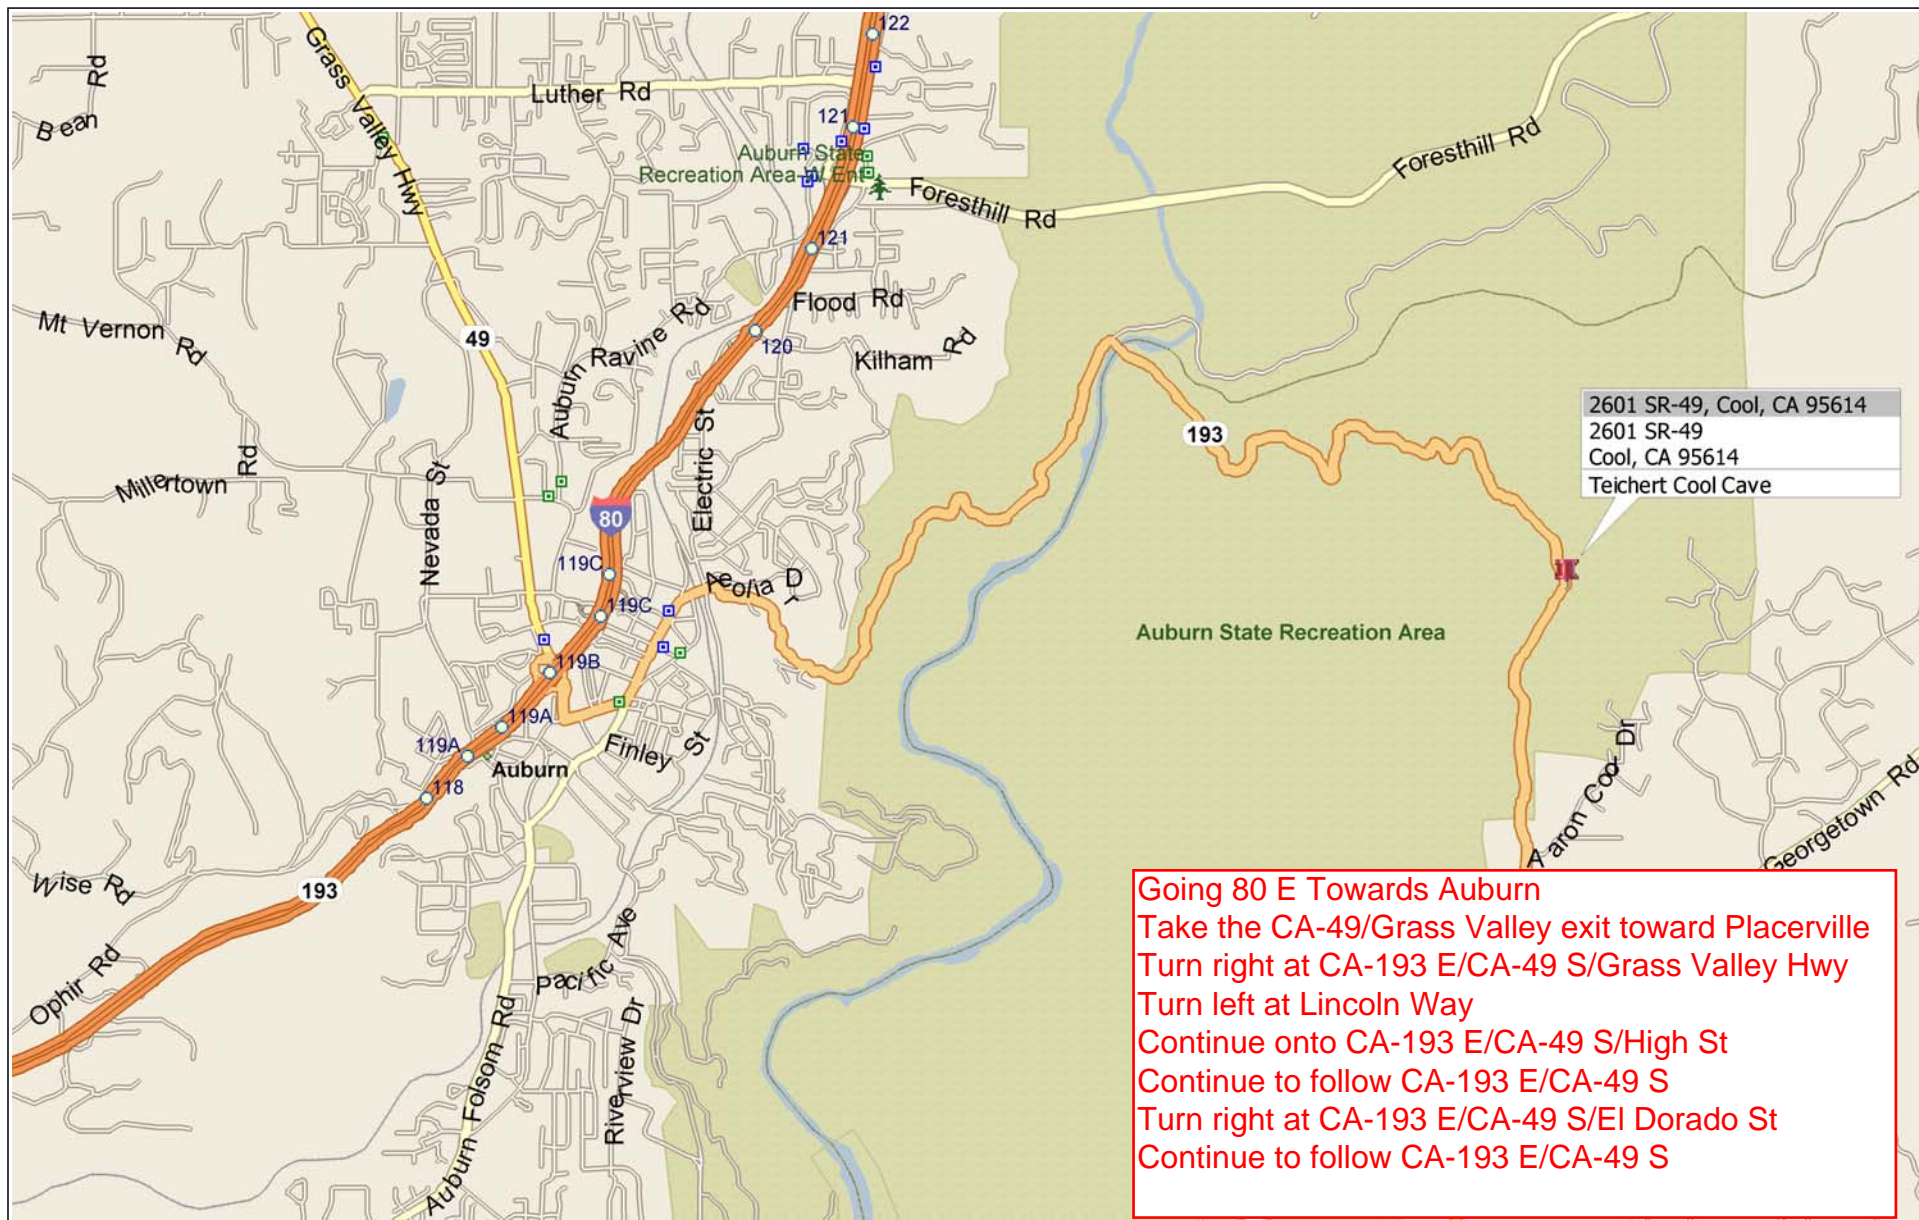 122
Grass Valley Hwy
Bean Rd
Luther Rd
121
Auburn State
Recreation Area-W Ent
Foresthill Rd
Foresthill Rd
121
Mt Vernon Rd
49
Auburn Ravine Rd
Flood Rd
120
Kilham Rd
193
2601 SR-49, Cool, CA 95614
2601 SR-49
Cool, CA 95614
Teichert Cool Cave
Millertown Rd
Nevada St
Electric St
80
119C
Aeolia Dr
119C
Auburn State Recreation Area
119B
119A
119A
Finley St
Auburn
118
Aaron Cool Dr
Georgetown Rd
Wise Rd
193
Ophir Rd
Pacific Ave
Riverview Dr
Auburn Folsom Rd
Going 80 E Towards Auburn
Take the CA-49/Grass Valley exit toward Placerville
Turn right at CA-193 E/CA-49 S/Grass Valley Hwy
Turn left at Lincoln Way
Continue onto CA-193 E/CA-49 S/High St
Continue to follow CA-193 E/CA-49 S
Turn right at CA-193 E/CA-49 S/El Dorado St
Continue to follow CA-193 E/CA-49 S